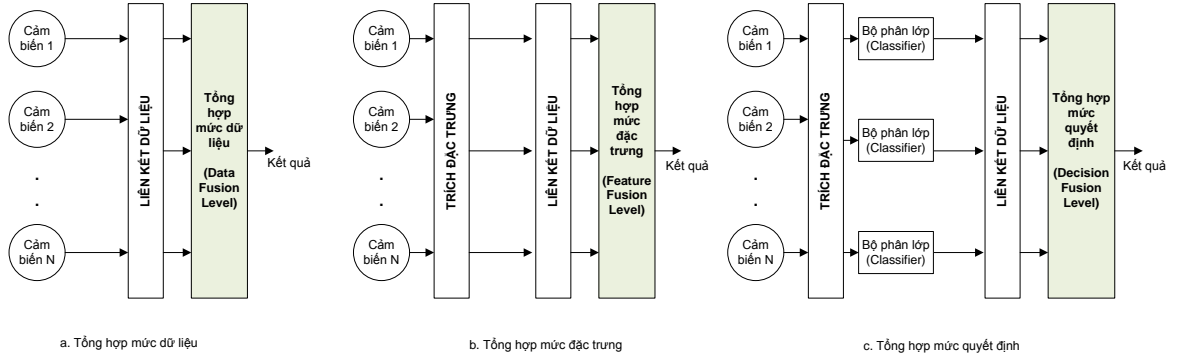 Cảm
biến 1
Cảm
biến 2
.
.
Cảm
biến N
LIÊN KẾT DỮ LIỆU
Tổng
hợp
mức dữ
liệu
(Data
Fusion
Level)
Kết quả
a. Tổng hợp mức dữ liệu
Cảm
biến 1
Cảm
biến 2
.
.
Cảm
biến N
TRÍCH ĐẶC TRƯNG
LIÊN KẾT DỮ LIỆU
Tổng
hợp
mức
đặc
trưng
(Feature
Fusion
Level)
Kết quả
b. Tổng hợp mức đặc trưng
Cảm
biến 1
Cảm
biến 2
.
.
Cảm
biến N
TRÍCH ĐẶC TRƯNG
Bộ phân lớp
(Classifier)
Bộ phân lớp
(Classifier)
Bộ phân lớp
(Classifier)
LIÊN KẾT DỮ LIỆU
Tổng hợp
mức
quyết
định
(Decision
Fusion
Level)
Kết quả
c. Tổng hợp mức quyết định